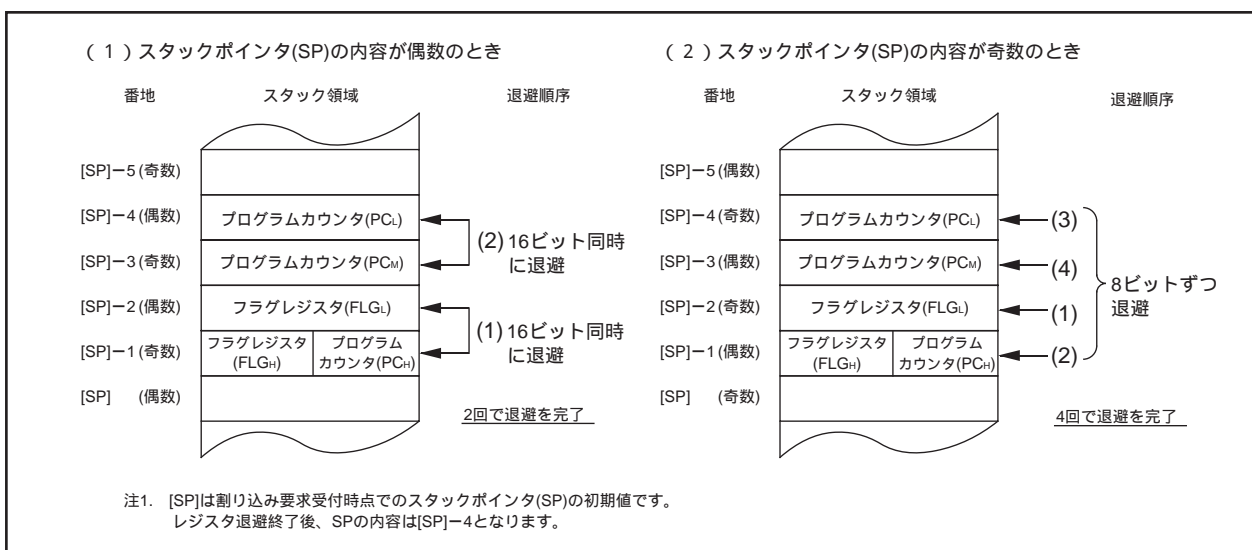 (1)スタックポインタ(SP)の内容が偶数のとき
番地 スタック領域 退避順序
[SP]ー5(奇数)
[SP]ー4(偶数) プログラムカウンタ(PCL)
[SP]ー3(奇数) プログラムカウンタ(PCM)
(2) 16ビット同時
に退避
[SP]ー2(偶数) フラグレジスタ(FLGL)
[SP]ー1(奇数) フラグレジスタ
(FLGH)
プログラム
カウンタ(PCH)
(1) 16ビット同時
に退避
[SP] (偶数)
2回で退避を完了
(2)スタックポインタ(SP)の内容が奇数のとき
番地 スタック領域 退避順序
[SP]ー5(偶数)
[SP]ー4(奇数) プログラムカウンタ(PCL) (3)
[SP]ー3(偶数) プログラムカウンタ(PCM) (4)
[SP]ー2(奇数) フラグレジスタ(FLGL) (1)
[SP]ー1(偶数) フラグレジスタ
(FLGH)
プログラム
カウンタ(PCH)
(2)
8ビットずつ
退避
[SP] (奇数)
4回で退避を完了
注1. [SP]は割り込み要求受付時点でのスタックポインタ(SP)の初期値です。
レジスタ退避終了後、SPの内容は[SP]ー4となります。